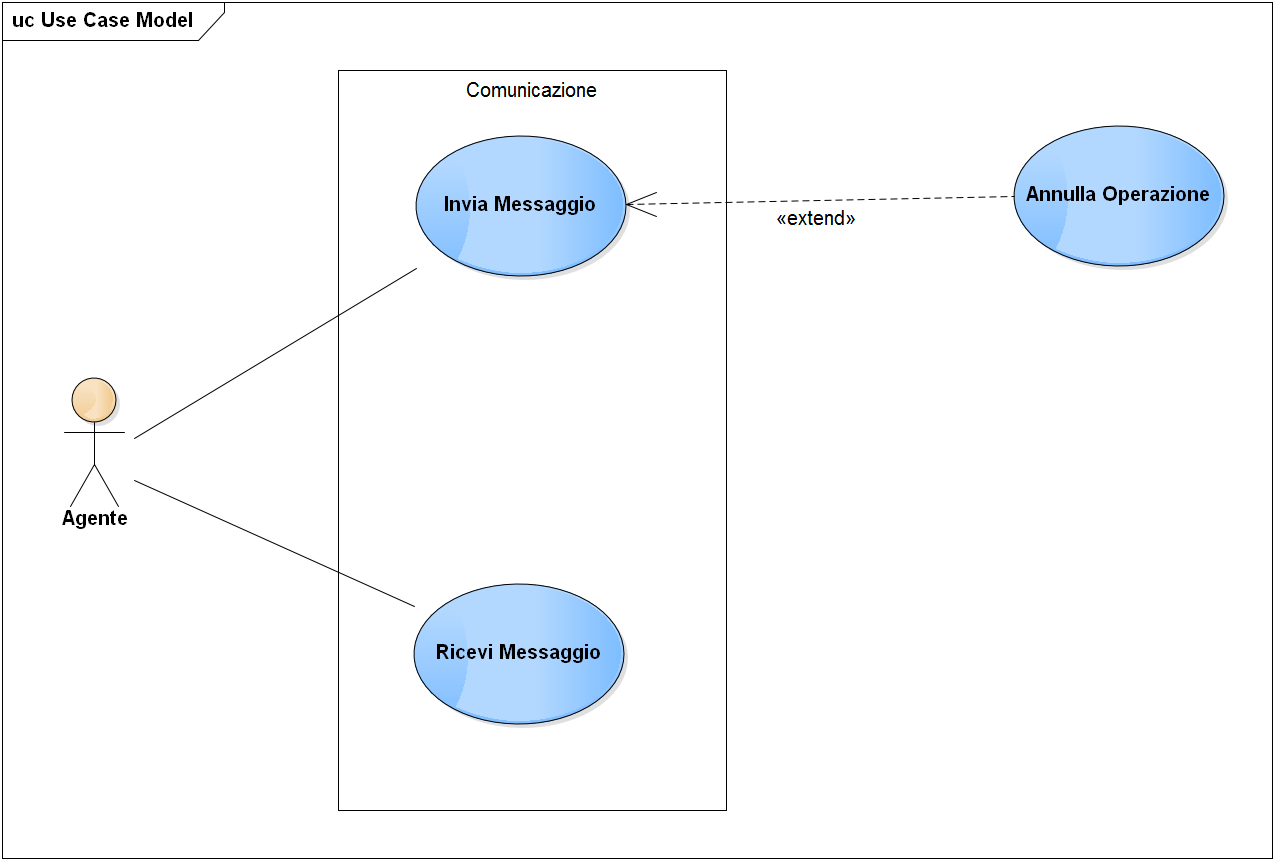 uc Use Case Model
Comunicazione
Invia Messaggio
Annulla Operazione
«extend»
Agente
Ricevi Messaggio